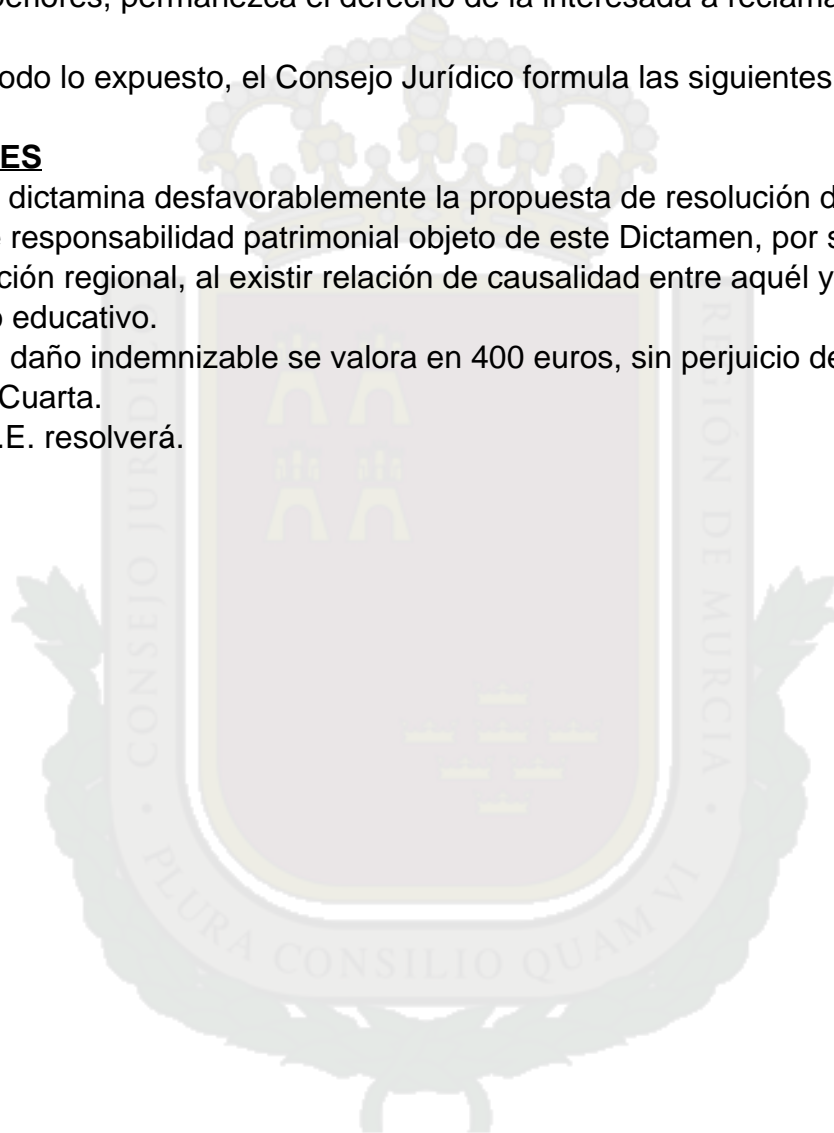 enores, permanezca el derecho de la interesada a reclama
odo lo expuesto, el Consejo Jurídico formula las siguientes
ES
dictamina desfavorablemente la propuesta de resolución d
responsabilidad patrimonial objeto de este Dictamen, por s
ción regional, al existir relación de causalidad entre aquél y
o educativo.
daño indemnizable se valora en 400 euros, sin perjuicio de
Cuarta.
.E. resolverá.
CONSEJO JURÍDICO
REGIÓN DE MURCIA
PLURA CONSILIO QUAM VI